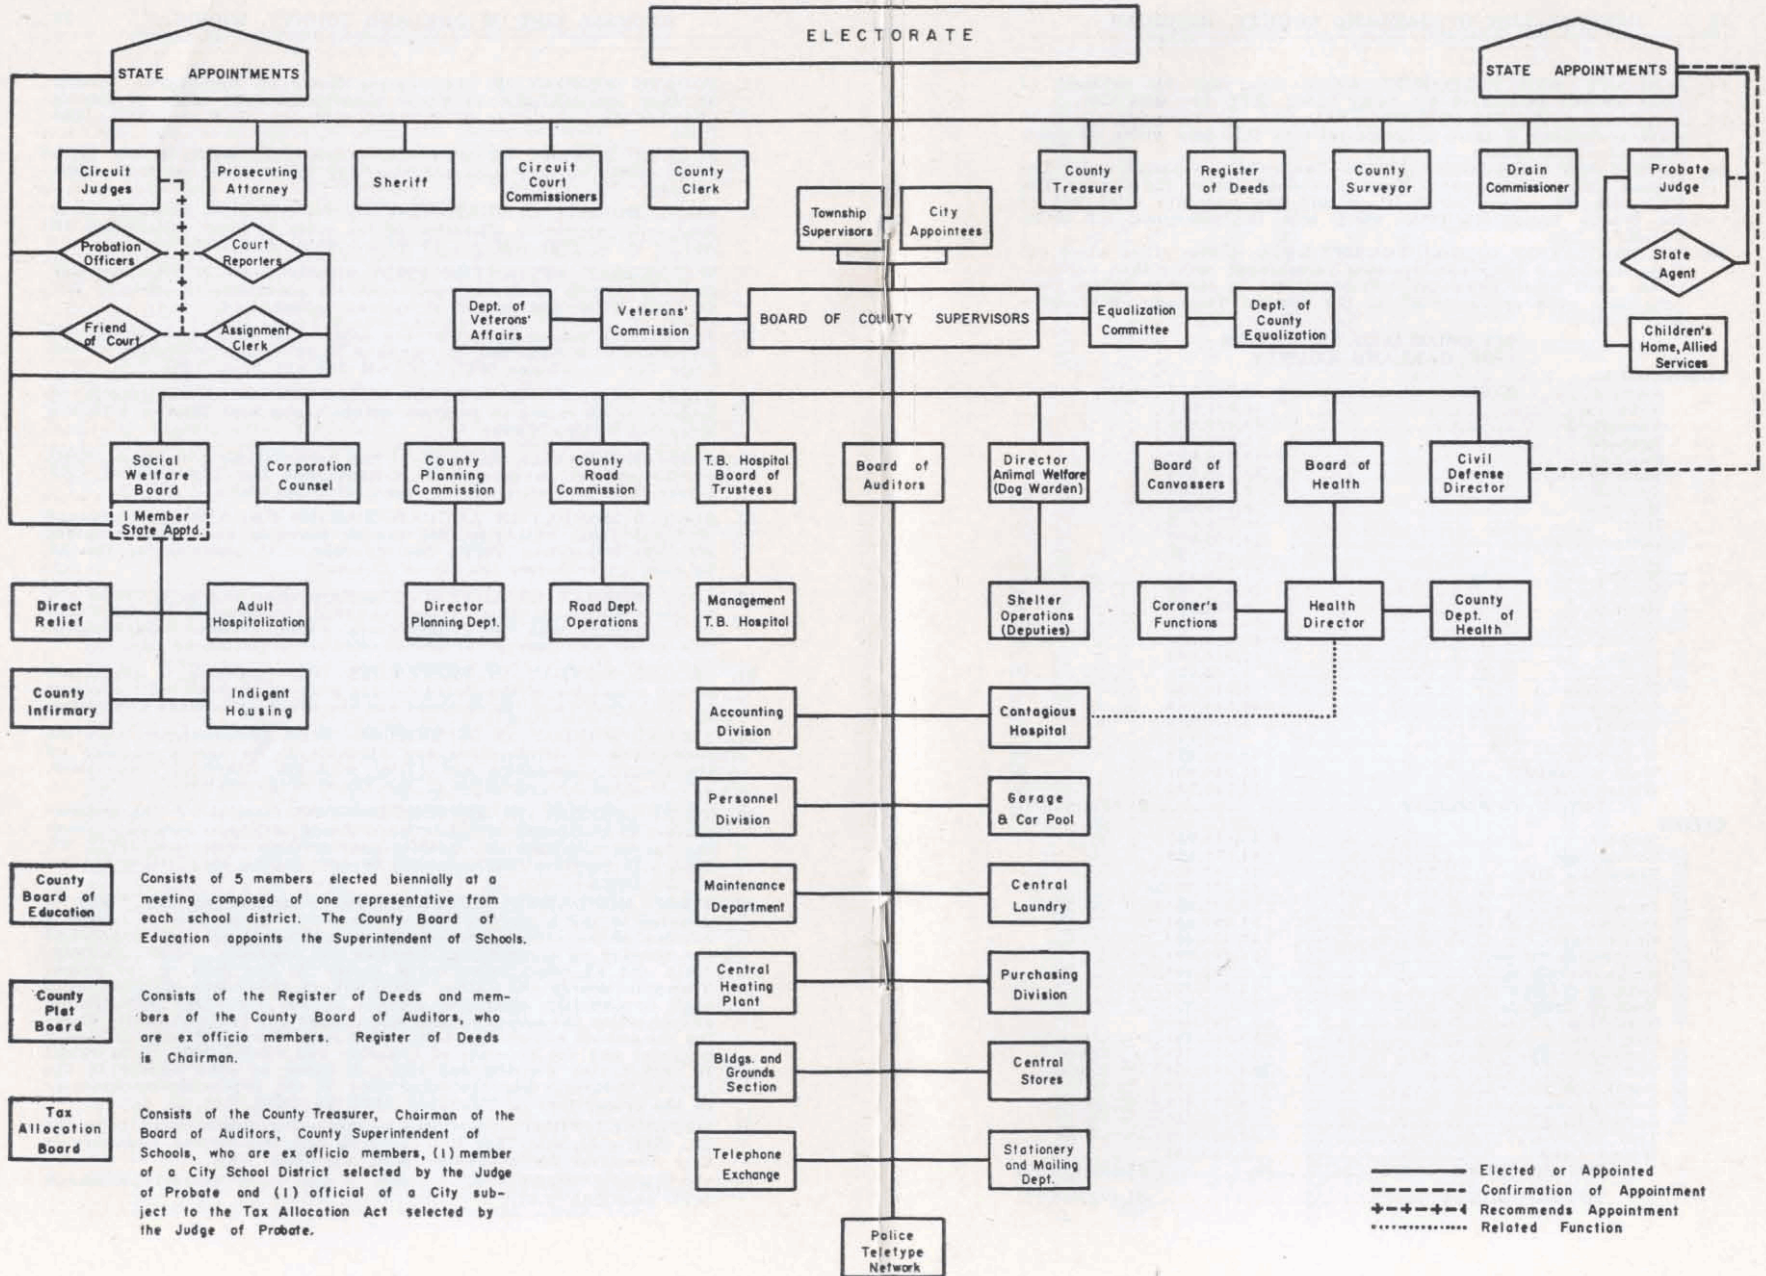 ELECTORATE
STATE APPOINTMENTS
STATE APPOINTMENTS
Circuit
Judges
Prosecuting
Attorney
Sheriff
Circuit
Court
Commissioners
County
Clerk
County
Treasurer
Register
of Deeds
County
Surveyor
Drain
Commissioner
Probate
Judge
Township
Supervisors
City
Appointees
Probation
Officers
Court
Reporters
State
Agent
Friend
of Court
Assignment
Clerk
Dept. of
Veterans'
Affairs
Veterans'
Commission
BOARD OF COUNTY SUPERVISORS
Equalization
Committee
Dept. of
County
Equalization
Children's
Home, Allied
Services
Social
Welfare
Board
1 Member
State Apptd.
Corporation
Counsel
County
Planning
Commission
County
Road
Commission
T.B. Hospital
Board of
Trustees
Board of
Auditors
Director
Animal Welfare
(Dog Warden)
Board of
Canvassers
Board of
Health
Civil
Defense
Director
Direct
Relief
Adult
Hospitalization
Director
Planning Dept.
Road Dept.
Operations
Management
T.B. Hospital
Shelter
Operations
(Deputies)
Coroner's
Functions
Health
Director
County
Dept. of
Health
County
Infirmary
Indigent
Housing
Accounting
Division
Contagious
Hospital
Personnel
Division
Garage
& Car Pool
Maintenance
Department
Central
Laundry
Central
Heating
Plant
Purchasing
Division
Bldgs. and
Grounds
Section
Central
Stores
Telephone
Exchange
Stationery
and Mailing
Dept.
Police
Teletype
Network
County
Board of
Education
Consists of 5 members elected biennially at a
meeting composed of one representative from
each school district. The County Board of
Education appoints the Superintendent of Schools.
County
Plat
Board
Consists of the Register of Deeds and mem-
bers of the County Board of Auditors, who
are ex officio members. Register of Deeds
is Chairman.
Tax
Allocation
Board
Consists of the County Treasurer, Chairman of the
Board of Auditors, County Superintendent of
Schools, who are ex officio members, (1) member
of a City School District selected by the Judge
of Probate and (1) official of a City sub-
ject to the Tax Allocation Act selected by
the Judge of Probate.
Elected or Appointed
Confirmation of Appointment
Recommends Appointment
Related Function